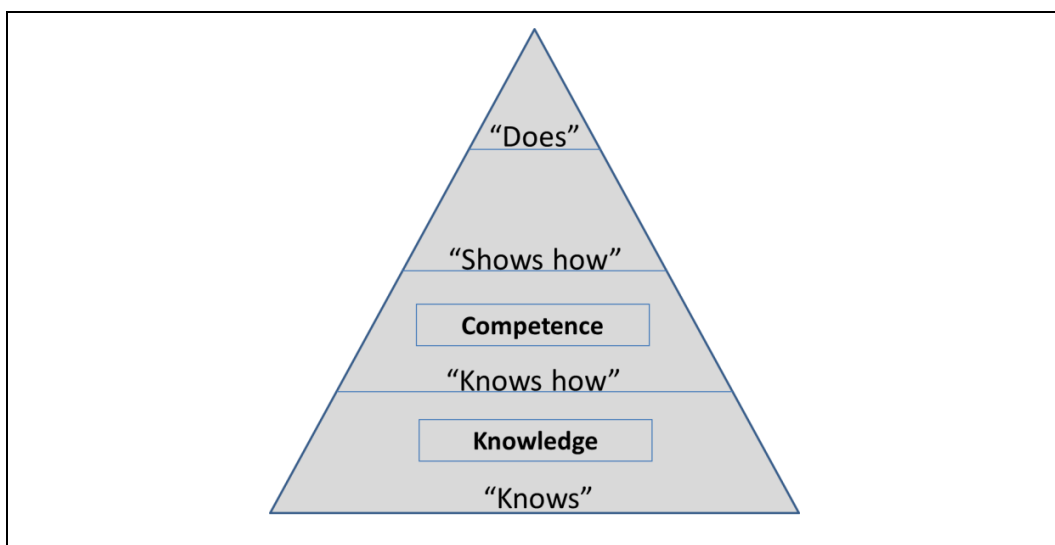 “Does”
“Shows how”
Competence
“Knows how”
Knowledge
“Knows”